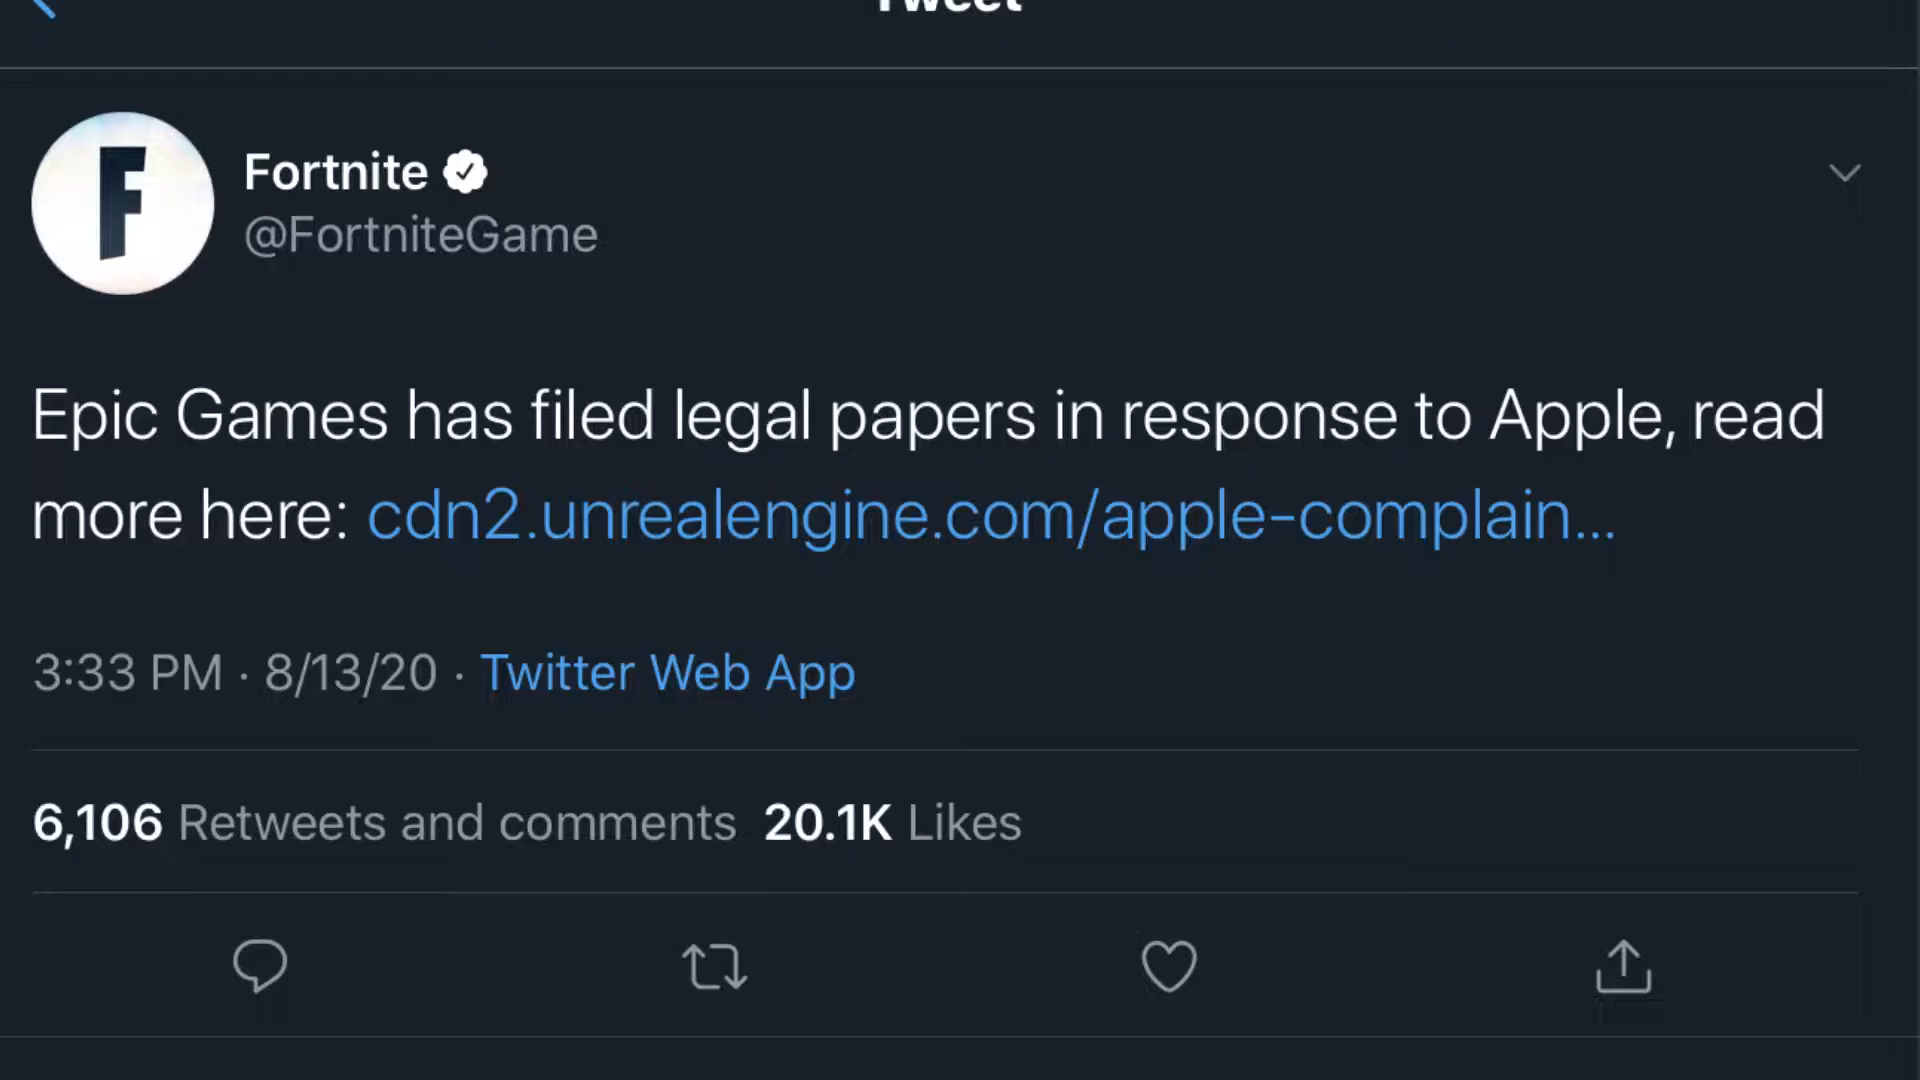 Tweet
Fortnite
@FortniteGame
Epic Games has filed legal papers in response to Apple, read
more here: cdn2.unrealengine.com/apple-complain...
3:33 PM · 8/13/20 · Twitter Web App
6,106 Retweets and comments 20.1K Likes